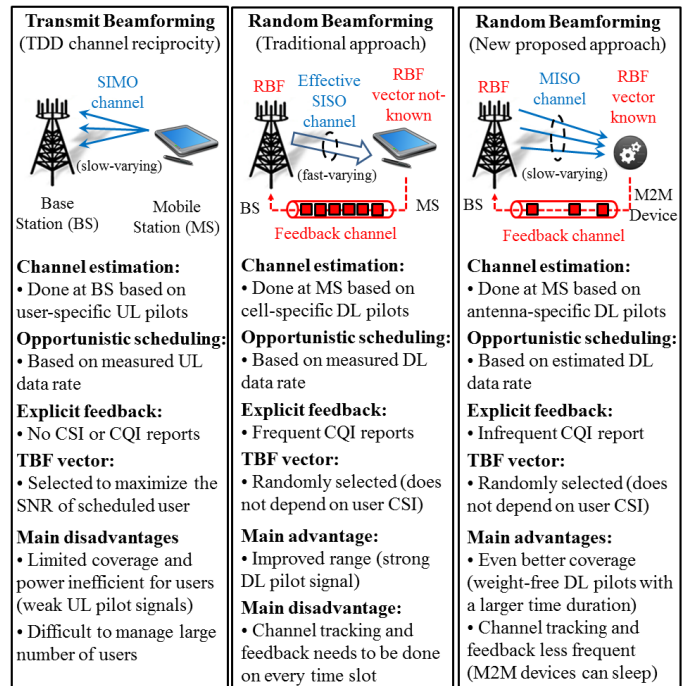 Transmit Beamforming
(TDD channel reciprocity)
SIMO
channel
(slow-varying)
Base
Station (BS)
Mobile
Station (MS)
Channel estimation:
• Done at BS based on
user-specific UL pilots
Opportunistic scheduling:
• Based on measured UL
data rate
Explicit feedback:
• No CSI or CQI reports
TBF vector:
• Selected to maximize the
SNR of scheduled user
Main disadvantages
• Limited coverage and
power inefficient for users
(weak UL pilot signals)
• Difficult to manage large
number of users
Random Beamforming
(Traditional approach)
RBF
Effective
SISO
channel
RBF
vector not-
known
(fast-varying)
BS
MS
Feedback channel
Channel estimation:
• Done at MS based on
cell-specific DL pilots
Opportunistic scheduling:
• Based on measured DL
data rate
Explicit feedback:
• Frequent CQI reports
TBF vector:
• Randomly selected (does
not depend on user CSI)
Main advantage:
• Improved range (strong
DL pilot signal)
Main disadvantage:
• Channel tracking and
feedback needs to be done
on every time slot
Random Beamforming
(New proposed approach)
RBF
MISO
channel
RBF
vector
known
(slow-varying)
BS
M2M
Device
Feedback channel
Channel estimation:
• Done at MS based on
antenna-specific DL pilots
Opportunistic scheduling:
• Based on estimated DL
data rate
Explicit feedback:
• Infrequent CQI report
TBF vector:
• Randomly selected (does
not depend on user CSI)
Main advantages:
• Even better coverage
(weight-free DL pilots with
a larger time duration)
• Channel tracking and
feedback less frequent
(M2M devices can sleep)